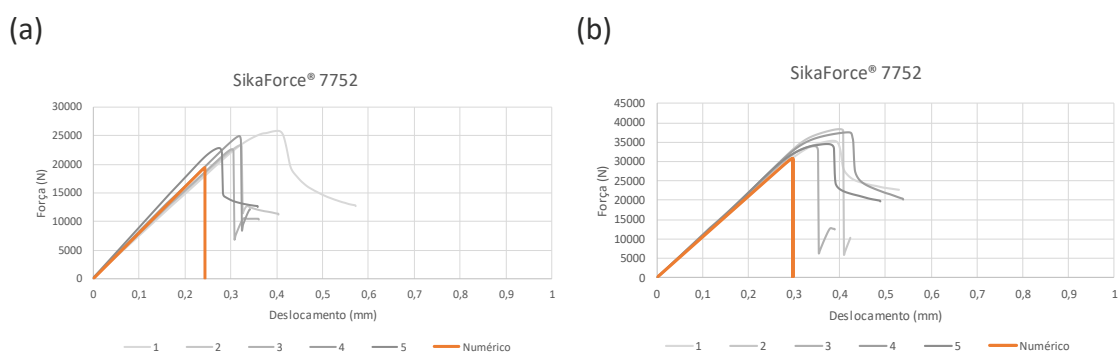 (a)
SikaForce® 7752
30000
25000
20000
15000
10000
5000
0
Força (N)
0 0,1 0,2 0,3 0,4 0,5 0,6 0,7 0,8 0,9 1
Deslocamento (mm)
1 2 3 4 5 Numérico
(b)
SikaForce® 7752
45000
40000
35000
30000
25000
20000
15000
10000
5000
0
Força (N)
0 0,1 0,2 0,3 0,4 0,5 0,6 0,7 0,8 0,9 1
Deslocamento (mm)
1 2 3 4 5 Numérico